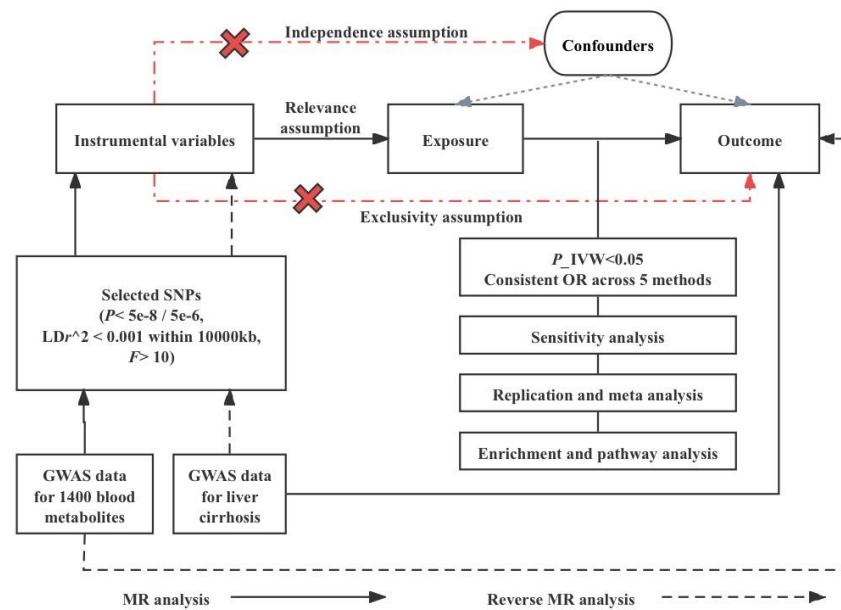 Independence assumption
Confounders
Relevance
assumption
Instrumental variables
Exposure
Outcome
Exclusivity assumption
P_IVW<0.05
Consistent OR across 5 methods
Selected SNPs
(P< 5e-8 / 5e-6,
LDr^2 < 0.001 within 10000kb,
F> 10)
Sensitivity analysis
Replication and meta analysis
Enrichment and pathway analysis
GWAS data
for 1400 blood
metabolites
GWAS data
for liver
cirrhosis
MR analysis
Reverse MR analysis